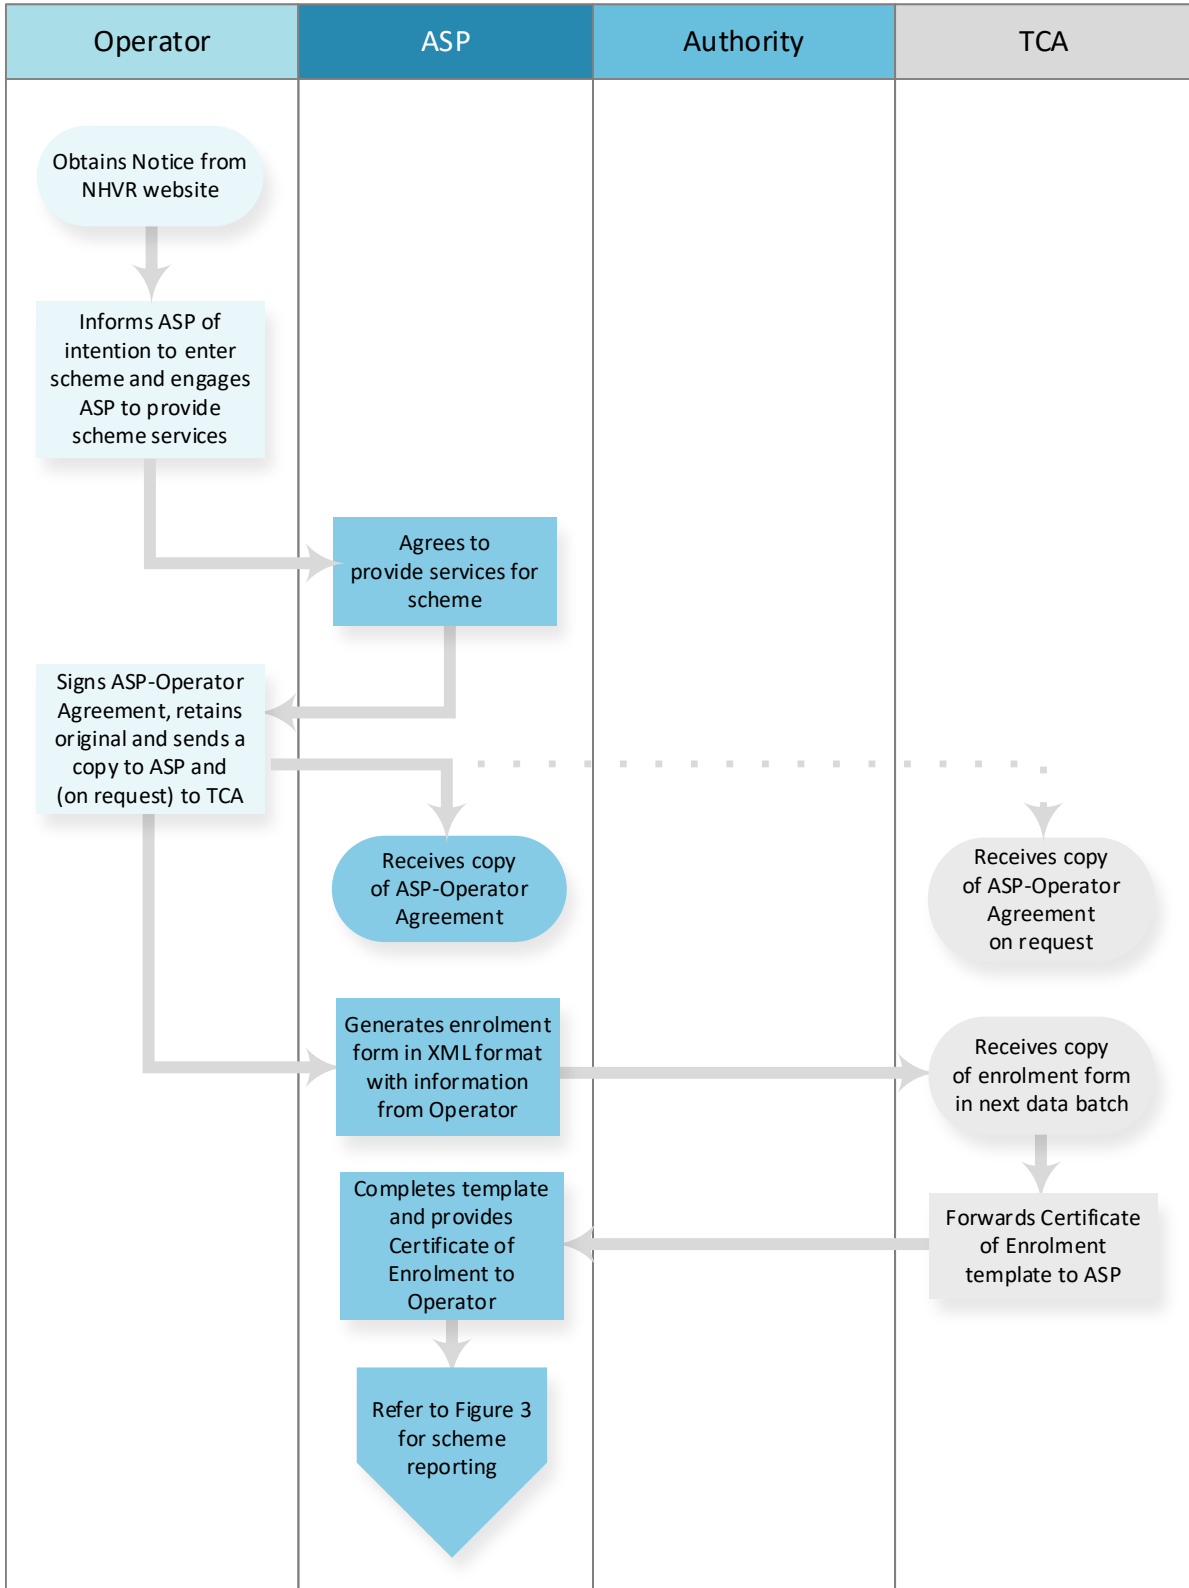 Operator
ASP
Authority
TCA
Obtains Notice from
NHVR website
Informs ASP of
intention to enter
scheme and engages
ASP to provide
scheme services
Agrees to
provide services for
scheme
Signs ASP-Operator
Agreement, retains
original and sends a
copy to ASP and
(on request) to TCA
Receives copy
of ASP-Operator
Agreement
Receives copy
of ASP-Operator
Agreement
on request
Generates enrolment
form in XML format
with information
from Operator
Receives copy
of enrolment form
in next data batch
Completes template
and provides
Certificate of
Enrolment to
Operator
Forwards Certificate
of Enrolment
template to ASP
Refer to Figure 3
for scheme
reporting